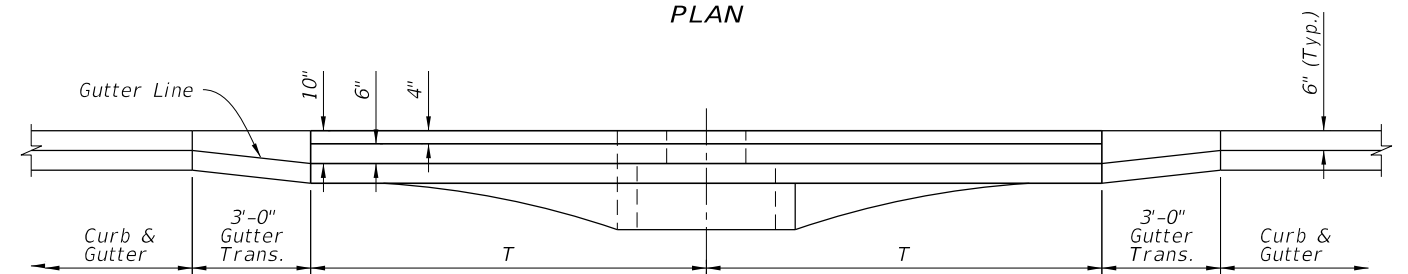 PLAN
Gutter Line
10"
6"
4"
6" (Typ.)
Curb &
Gutter
3'-0"
Gutter
Trans.
T
T
3'-0"
Gutter
Trans.
Curb &
Gutter